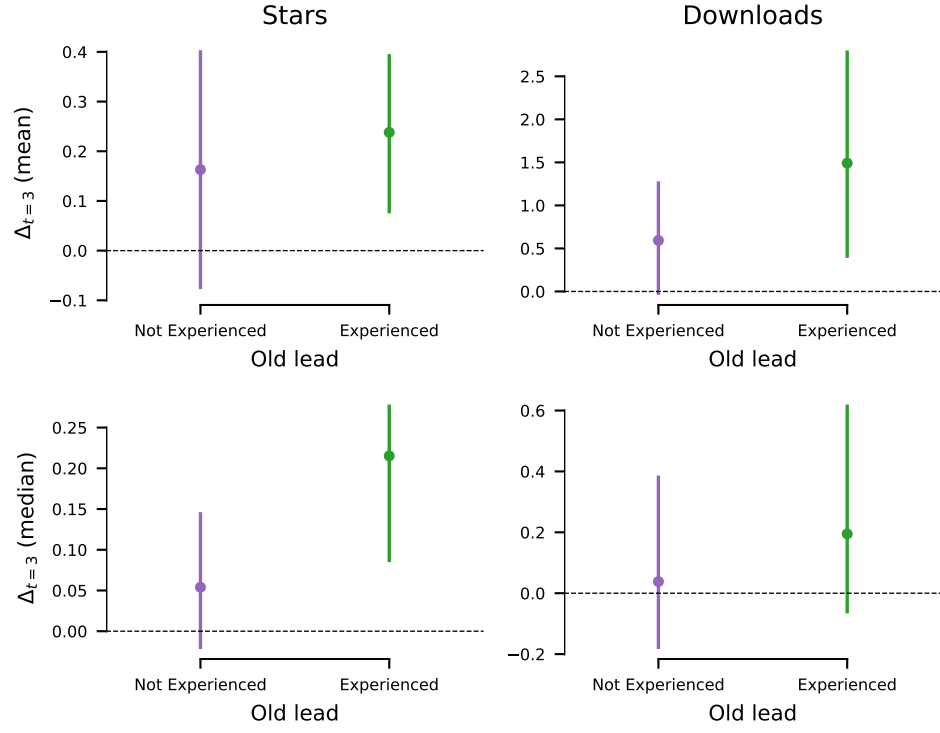 Stars
Δt = 3 (mean)
0.4
0.3
0.2
0.1
0.0
−0.1
Not Experienced Experienced
Old lead
Downloads
2.5
2.0
1.5
1.0
0.5
0.0
Not Experienced Experienced
Old lead
Δt = 3 (median)
0.25
0.20
0.15
0.10
0.05
0.00
Not Experienced Experienced
Old lead
0.6
0.4
0.2
0.0
−0.2
Not Experienced Experienced
Old lead